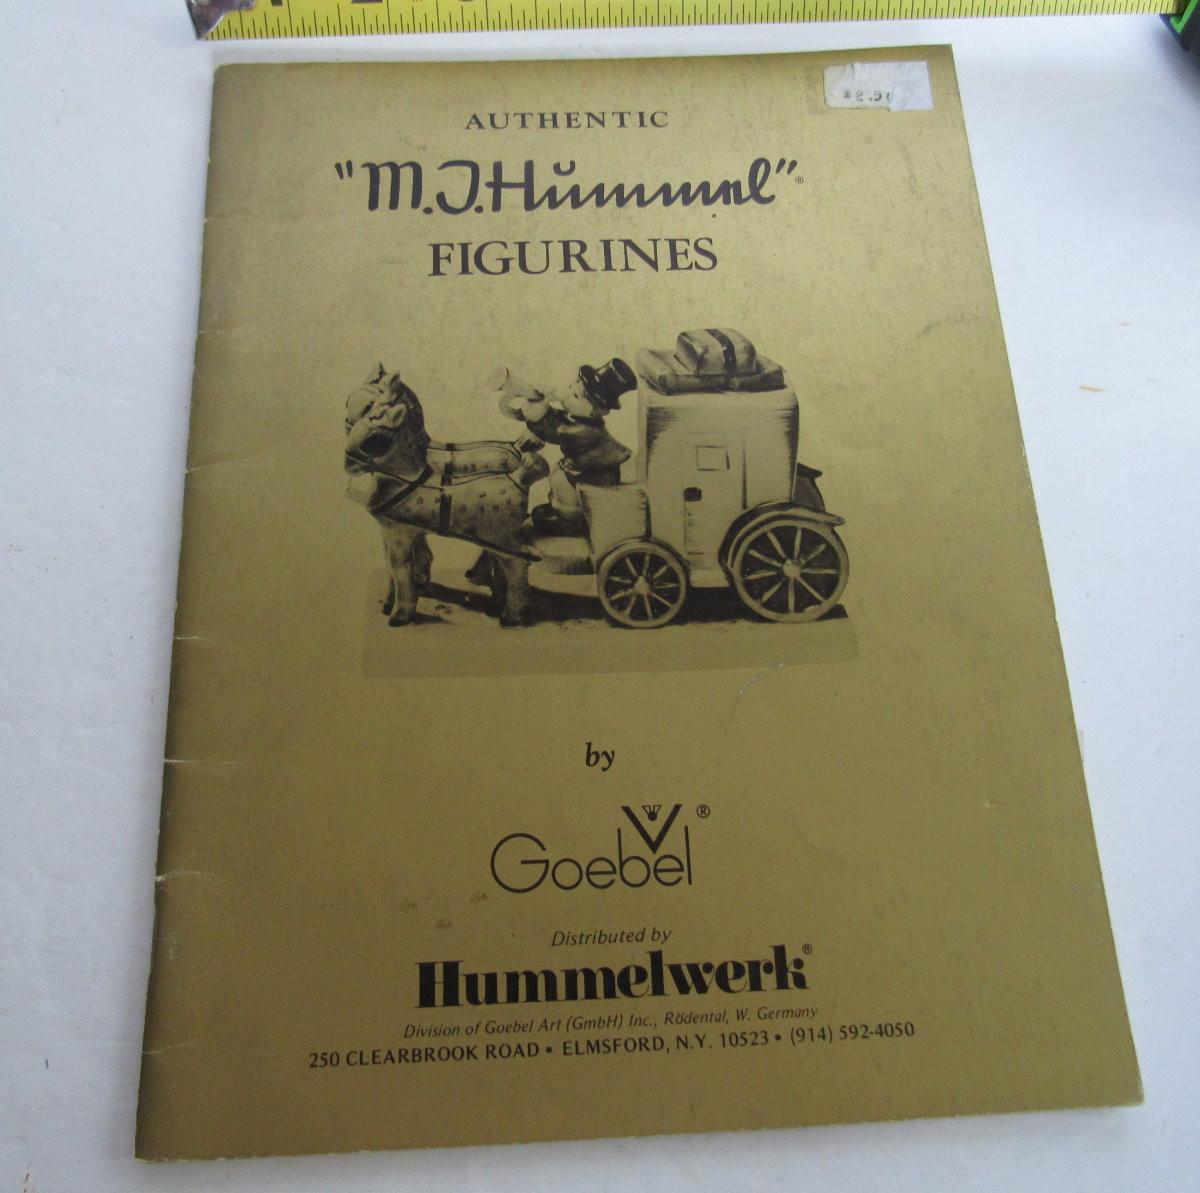 AUTHENTIC
"M.J.Hŭmmel"®
FIGURINES
by
Goebel®
Distributed by
Hummelwerk®
Division of Goebel Art (GmbH) Inc., Rödental, W. Germany
250 CLEARBROOK ROAD • ELMSFORD, N.Y. 10523 • (914) 592-4050